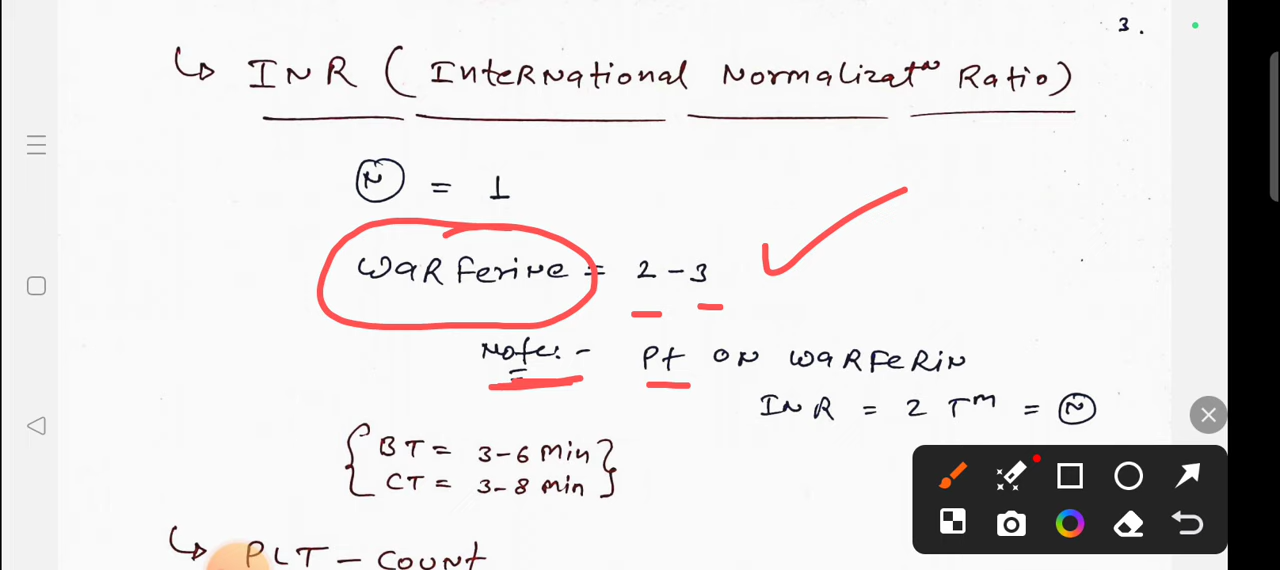 3.
↳ INR ( InteRNational Normalizatⁿ Ratio)
Ⓝ = 1
WaRferine = 2-3
Note:- Pt ON WaRFeRiN
INR = 2 Tᵐ = Ⓝ
{ BT = 3-6 Min }
{ CT = 3-8 Min }
↳ PLT - Count